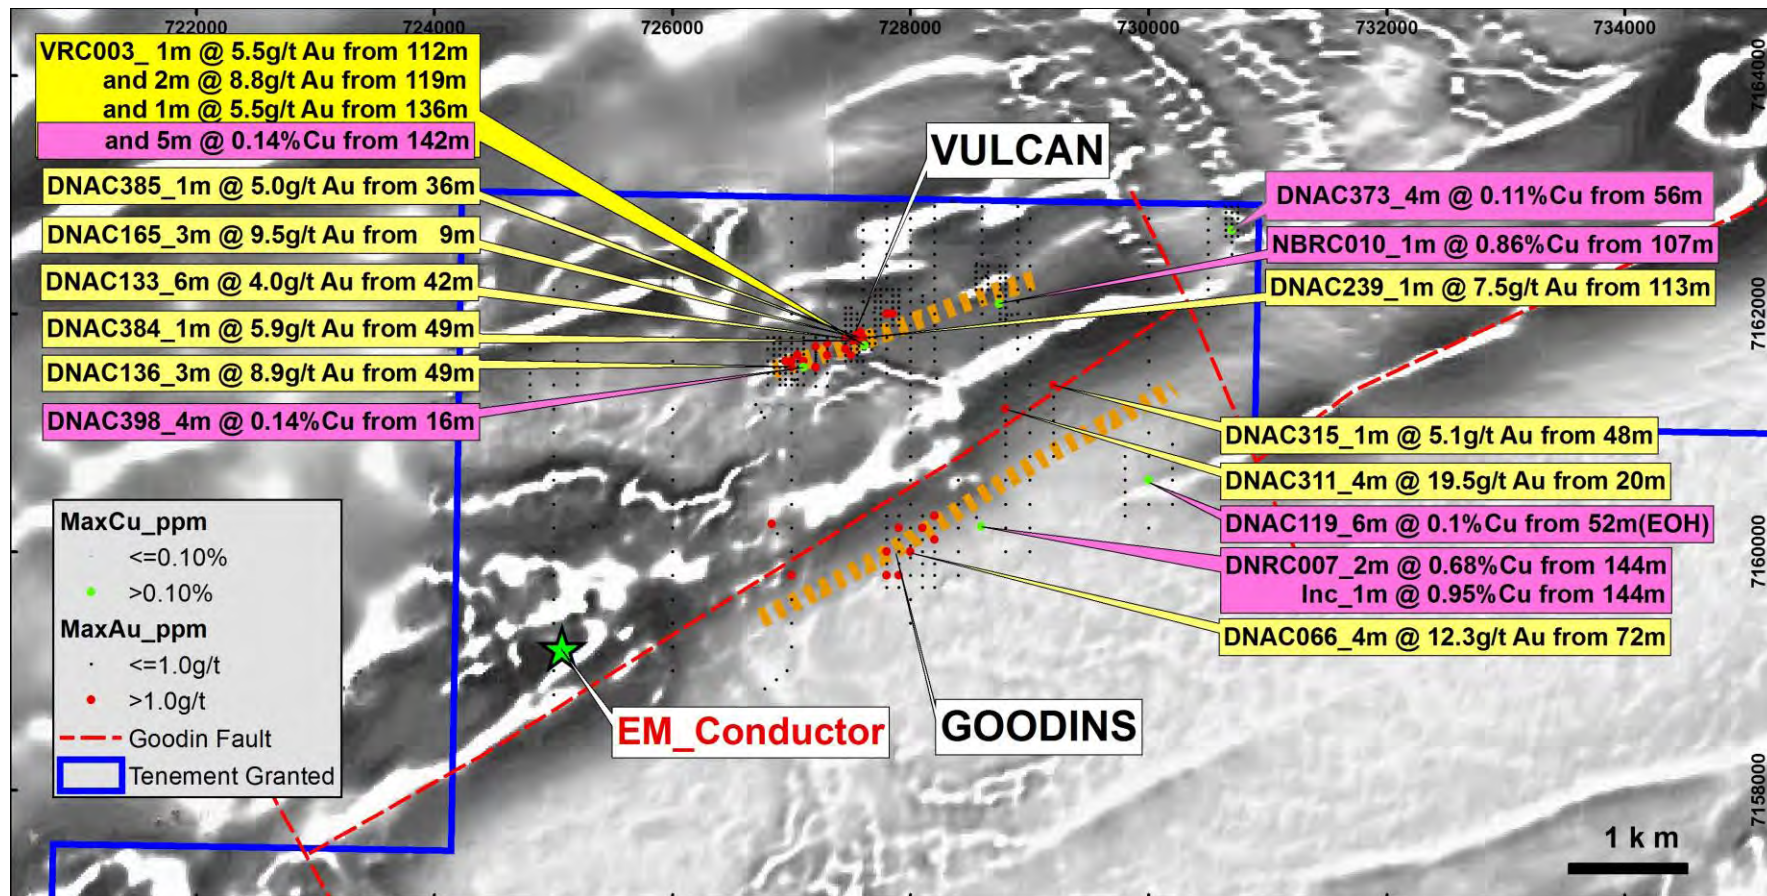 722000
724000
726000
728000
730000
732000
734000
VRC003_ 1m @ 5.5g/t Au from 112m
and 2m @ 8.8g/t Au from 119m
and 1m @ 5.5g/t Au from 136m
and 5m @ 0.14%Cu from 142m
DNAC385_1m @ 5.0g/t Au from 36m
DNAC165_3m @ 9.5g/t Au from 9m
DNAC133_6m @ 4.0g/t Au from 42m
DNAC384_1m @ 5.9g/t Au from 49m
DNAC136_3m @ 8.9g/t Au from 49m
DNAC398_4m @ 0.14%Cu from 16m
VULCAN
DNAC373_4m @ 0.11%Cu from 56m
NBRC010_1m @ 0.86%Cu from 107m
DNAC239_1m @ 7.5g/t Au from 113m
DNAC315_1m @ 5.1g/t Au from 48m
DNAC311_4m @ 19.5g/t Au from 20m
DNAC119_6m @ 0.1%Cu from 52m(EOH)
DNRC007_2m @ 0.68%Cu from 144m
Inc_1m @ 0.95%Cu from 144m
DNAC066_4m @ 12.3g/t Au from 72m
7164000
7162000
7160000
7158000
MaxCu_ppm
<=0.10%
>0.10%
MaxAu_ppm
<=1.0g/t
>1.0g/t
Goodin Fault
Tenement Granted
EM_Conductor
GOODINS
1 km